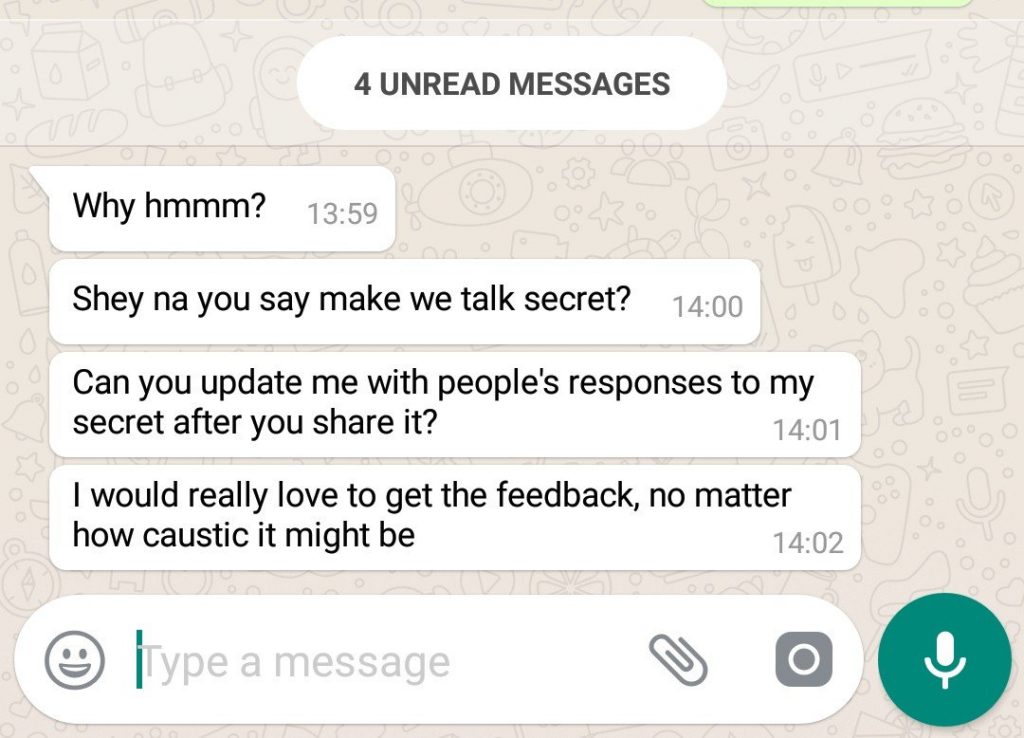 4 UNREAD MESSAGES
Why hmmm? 13:59
Shey na you say make we talk secret? 14:00
Can you update me with people's responses to my
secret after you share it? 14:01
I would really love to get the feedback, no matter
how caustic it might be 14:02
Type a message